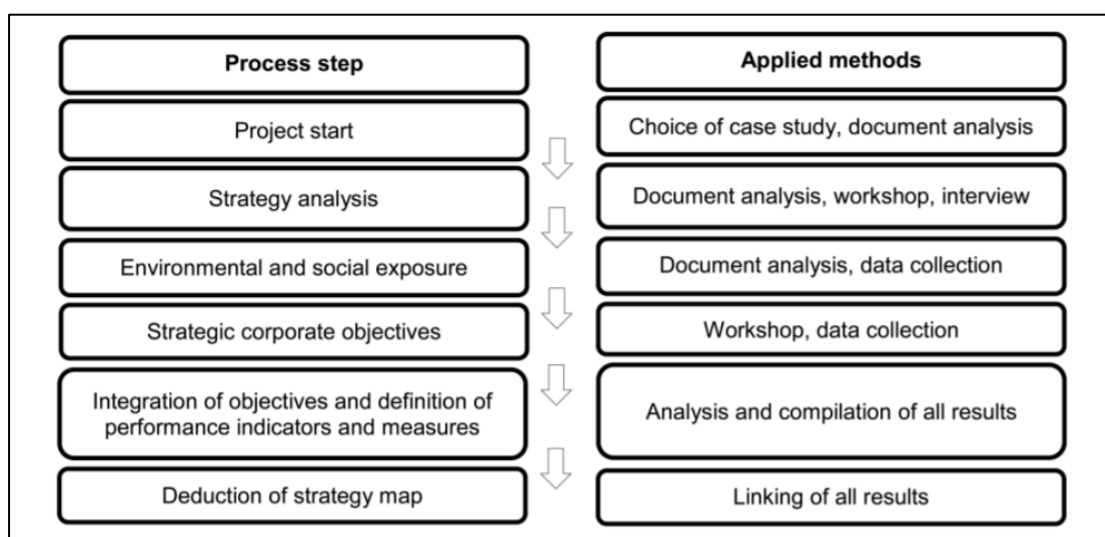 Process step
Applied methods
Project start
Choice of case study, document analysis
Strategy analysis
Document analysis, workshop, interview
Environmental and social exposure
Document analysis, data collection
Strategic corporate objectives
Workshop, data collection
Integration of objectives and definition of
performance indicators and measures
Analysis and compilation of all results
Deduction of strategy map
Linking of all results